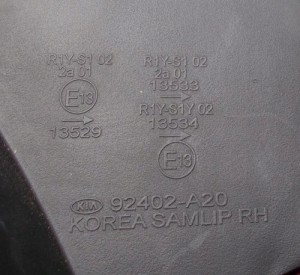 R1Y-S1 02
2a 01
E13
13529
R1Y-S1 02
2a 01
13533
R1Y-S1Y 02
13534
E13
KIA 92402-A20
KOREA SAMLIP RH